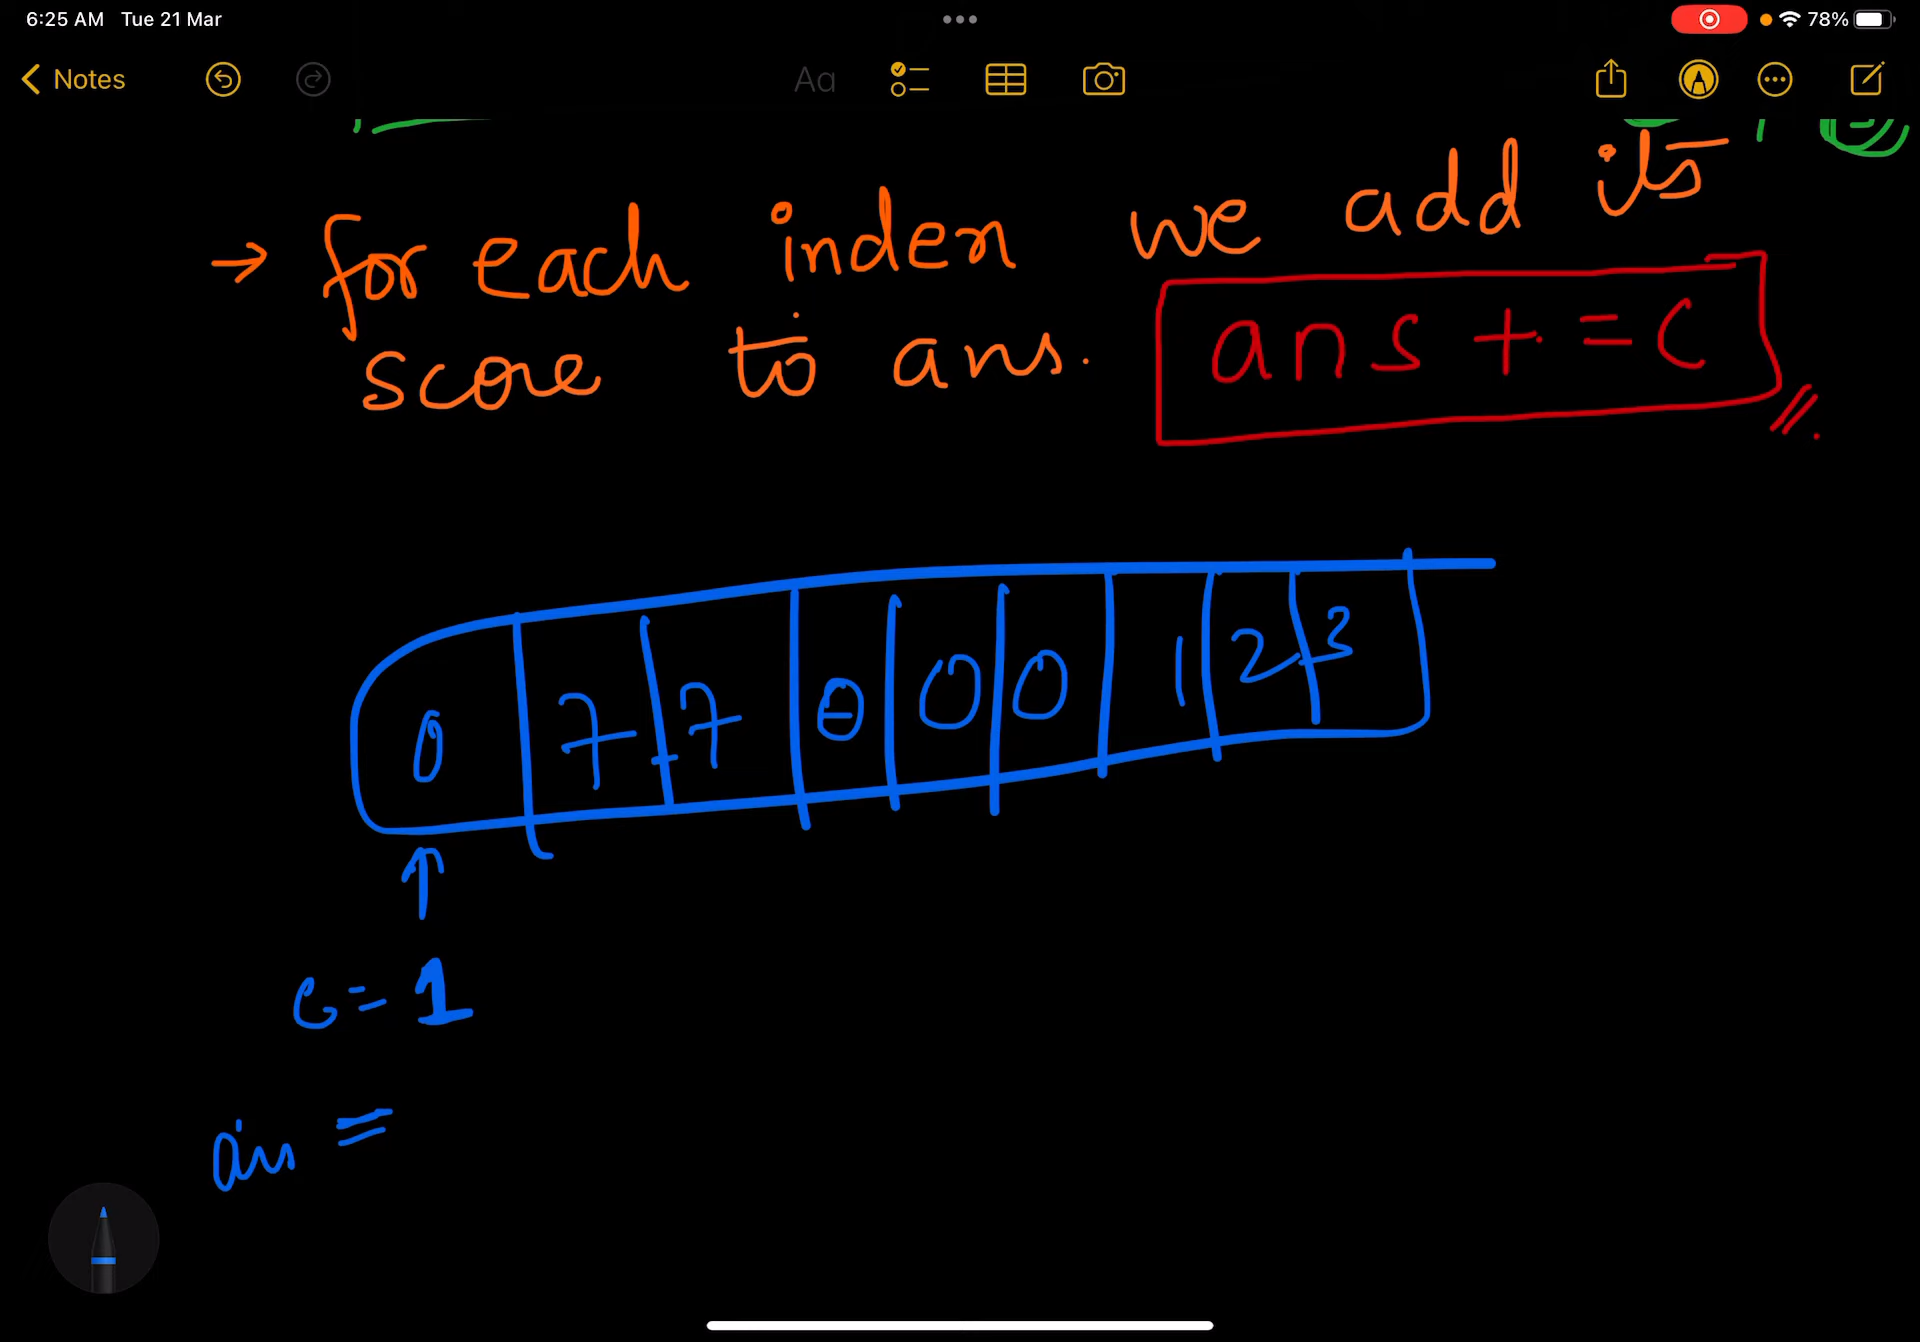 6:25 AM Tue 21 Mar
78%
Notes
Aa
→ for each index we add its
score to ans.
ans += c
0 7 7 0 0 0 1 2 3
c = 1
ans =